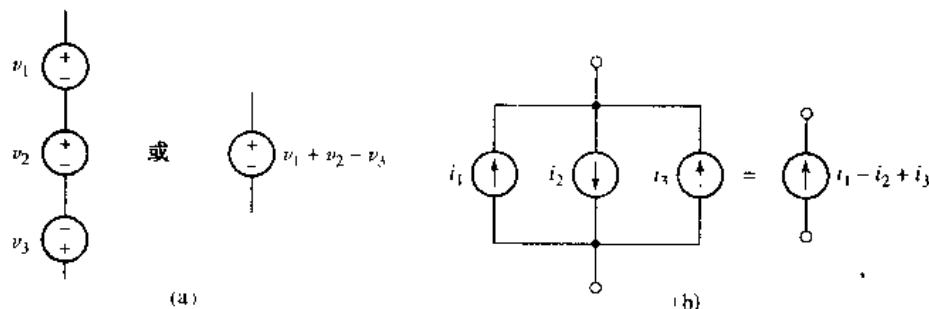 v₁
v₂
v₃
或
v₁ + v₂ − v₃
(a)
i₁
i₂
i₃
=
i₁ − i₂ + i₃
(b)